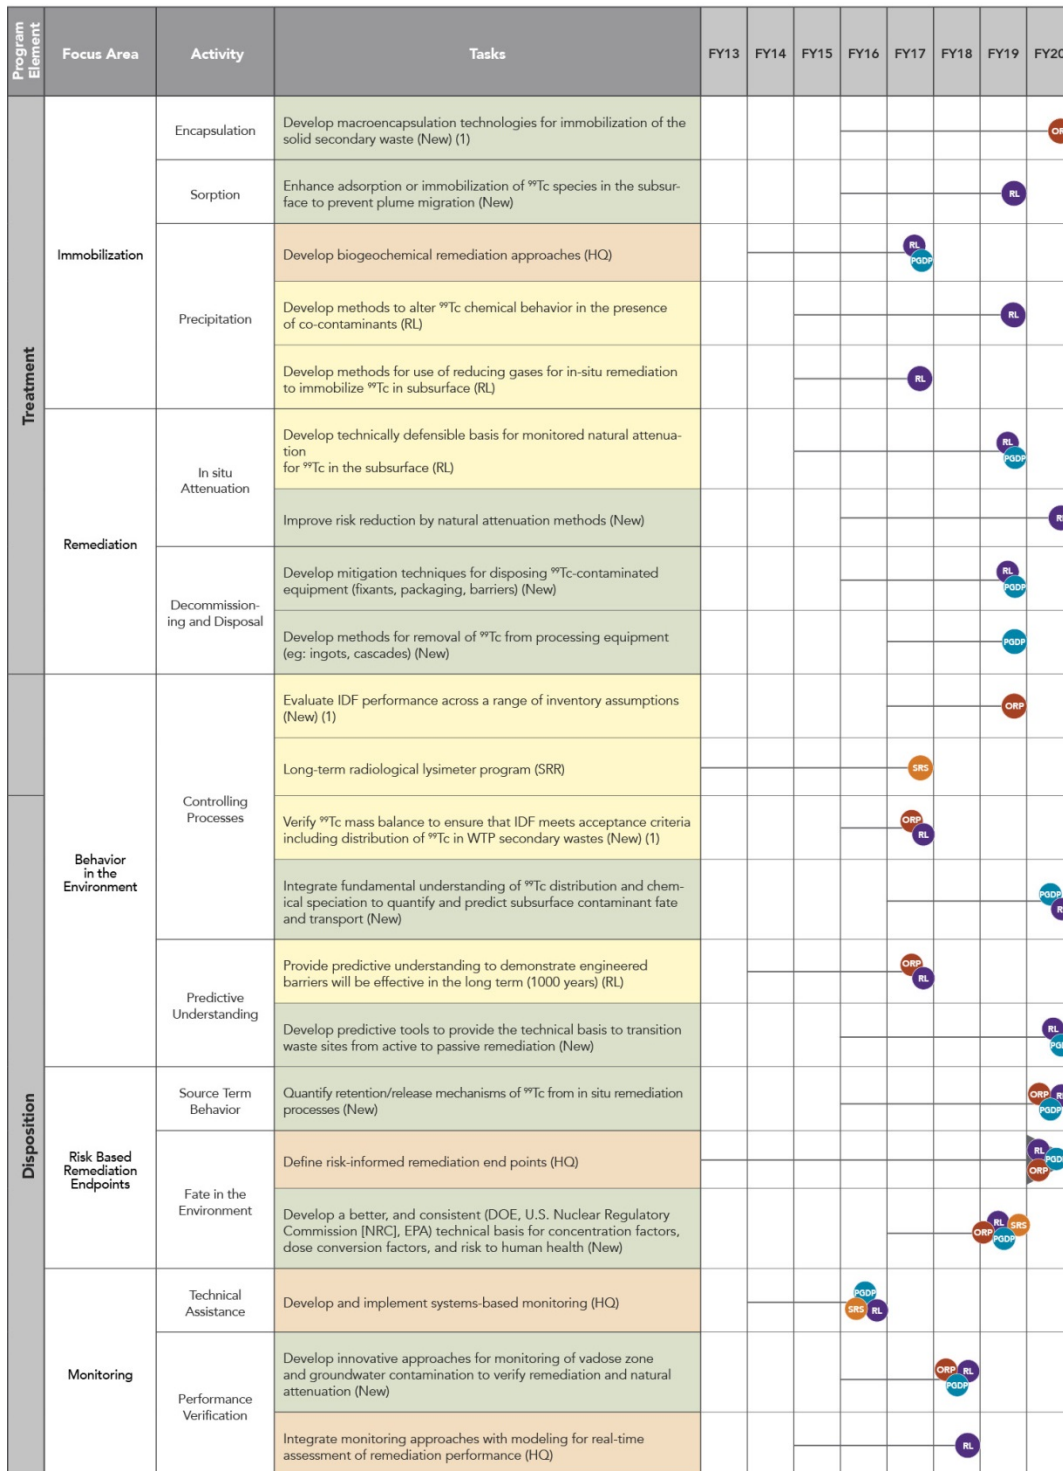 Program Element
Focus Area
Activity
Tasks
FY13
FY14
FY15
FY16
FY17
FY18
FY19
FY20
Treatment
Immobilization
Encapsulation
Develop macroencapsulation technologies for immobilization of the
solid secondary waste (New) (1)
OR
Sorption
Enhance adsorption or immobilization of ⁹⁹Tc species in the subsur-
face to prevent plume migration (New)
RL
Precipitation
Develop biogeochemical remediation approaches (HQ)
RL
PGDP
Develop methods to alter ⁹⁹Tc chemical behavior in the presence
of co-contaminants (RL)
RL
Develop methods for use of reducing gases for in-situ remediation
to immobilize ⁹⁹Tc in subsurface (RL)
RL
Remediation
In situ
Attenuation
Develop technically defensible basis for monitored natural attenua-
tion
for ⁹⁹Tc in the subsurface (RL)
RL
PGDP
Improve risk reduction by natural attenuation methods (New)
R
Decommission-
ing and Disposal
Develop mitigation techniques for disposing ⁹⁹Tc-contaminated
equipment (fixants, packaging, barriers) (New)
RL
PGDP
Develop methods for removal of ⁹⁹Tc from processing equipment
(eg: ingots, cascades) (New)
PGDP
Disposition
Behavior
in the
Environment
Controlling
Processes
Evaluate IDF performance across a range of inventory assumptions
(New) (1)
ORP
Long-term radiological lysimeter program (SRR)
SRS
Verify ⁹⁹Tc mass balance to ensure that IDF meets acceptance criteria
including distribution of ⁹⁹Tc in WTP secondary wastes (New) (1)
ORP
RL
Integrate fundamental understanding of ⁹⁹Tc distribution and chem-
ical speciation to quantify and predict subsurface contaminant fate
and transport (New)
PGDP
R
Predictive
Understanding
Provide predictive understanding to demonstrate engineered
barriers will be effective in the long term (1000 years) (RL)
ORP
RL
Develop predictive tools to provide the technical basis to transition
waste sites from active to passive remediation (New)
RL
PG
Risk Based
Remediation
Endpoints
Source Term
Behavior
Quantify retention/release mechanisms of ⁹⁹Tc from in situ remediation
processes (New)
ORP
R
PGDP
Fate in the
Environment
Define risk-informed remediation end points (HQ)
RL
PGD
ORP
Develop a better, and consistent (DOE, U.S. Nuclear Regulatory
Commission [NRC], EPA) technical basis for concentration factors,
dose conversion factors, and risk to human health (New)
RL
SRS
ORP
PGDP
Monitoring
Technical
Assistance
Develop and implement systems-based monitoring (HQ)
PGDP
SRS
RL
Performance
Verification
Develop innovative approaches for monitoring of vadose zone
and groundwater contamination to verify remediation and natural
attenuation (New)
ORP
RL
PGDP
Integrate monitoring approaches with modeling for real-time
assessment of remediation performance (HQ)
RL